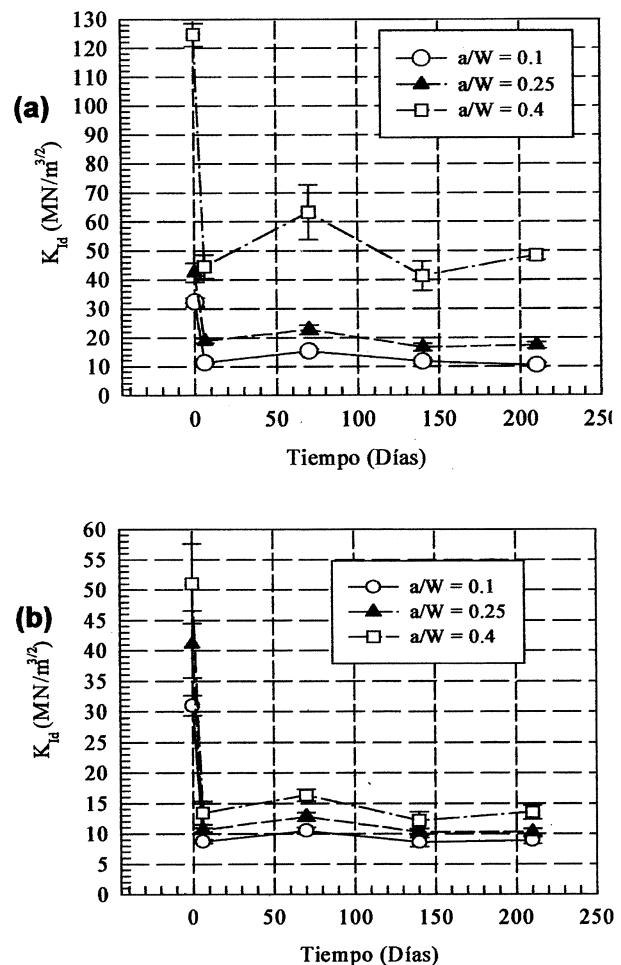 (a)
K_Id (MN/m^3/2)
130
120
110
100
90
80
70
60
50
40
30
20
10
0
a/W = 0.1
a/W = 0.25
a/W = 0.4
0 50 100 150 200 25
Tiempo (Días)
(b)
K_Id (MN/m^3/2)
60
55
50
45
40
35
30
25
20
15
10
5
0
a/W = 0.1
a/W = 0.25
a/W = 0.4
0 50 100 150 200 250
Tiempo (Días)